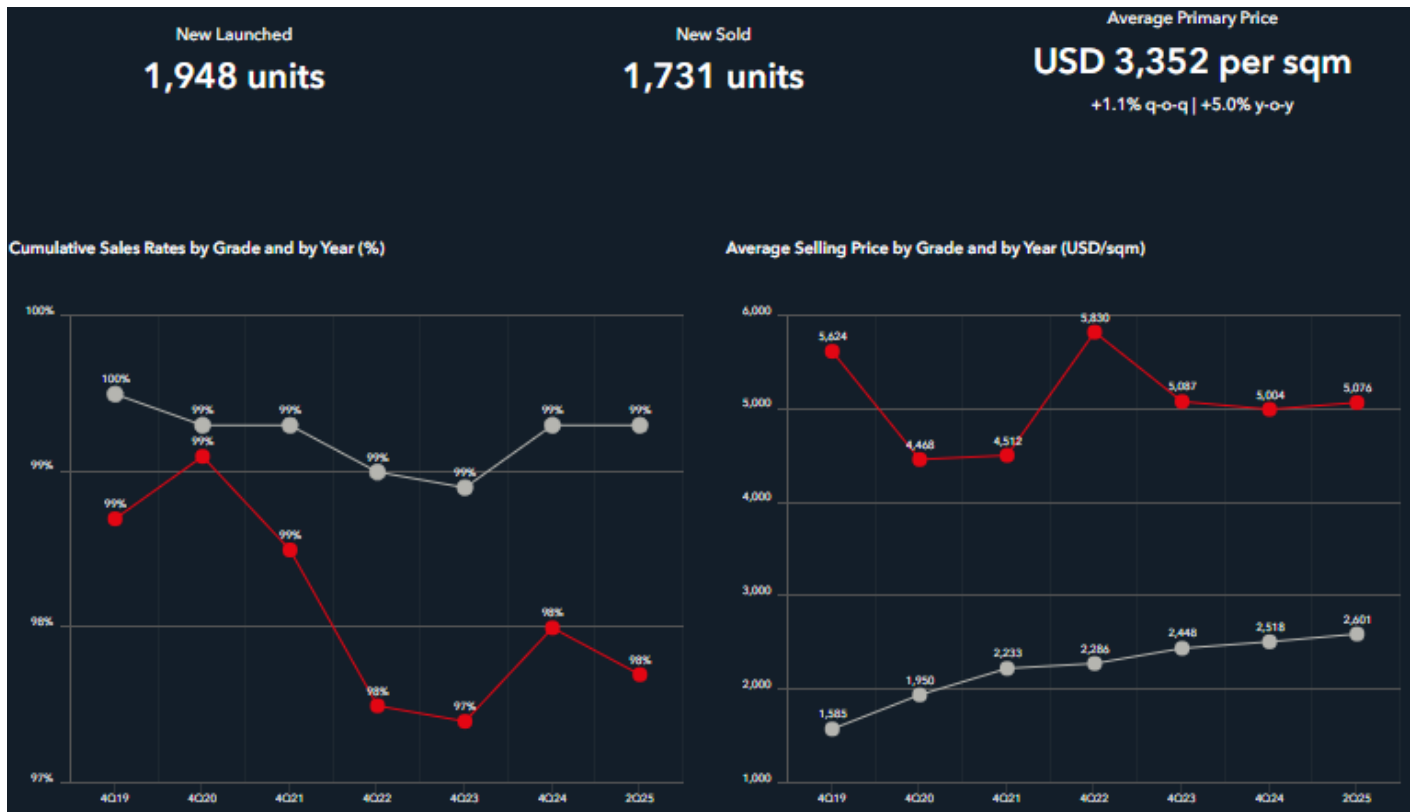 New Launched
1,948 units
New Sold
1,731 units
Average Primary Price
USD 3,352 per sqm
+1.1% q-o-q | +5.0% y-o-y
Cumulative Sales Rates by Grade and by Year (%)
100%
99%
98%
97%
100%
99%
99%
99%
99%
99%
99%
99%
99%
99%
98%
97%
98%
98%
4Q19
4Q20
4Q21
4Q22
4Q23
4Q24
2Q25
Average Selling Price by Grade and by Year (USD/sqm)
6,000
5,000
4,000
3,000
2,000
1,000
5,624
4,468
4,512
5,830
5,087
5,004
5,076
1,585
1,950
2,233
2,286
2,448
2,518
2,601
4Q19
4Q20
4Q21
4Q22
4Q23
4Q24
2Q25